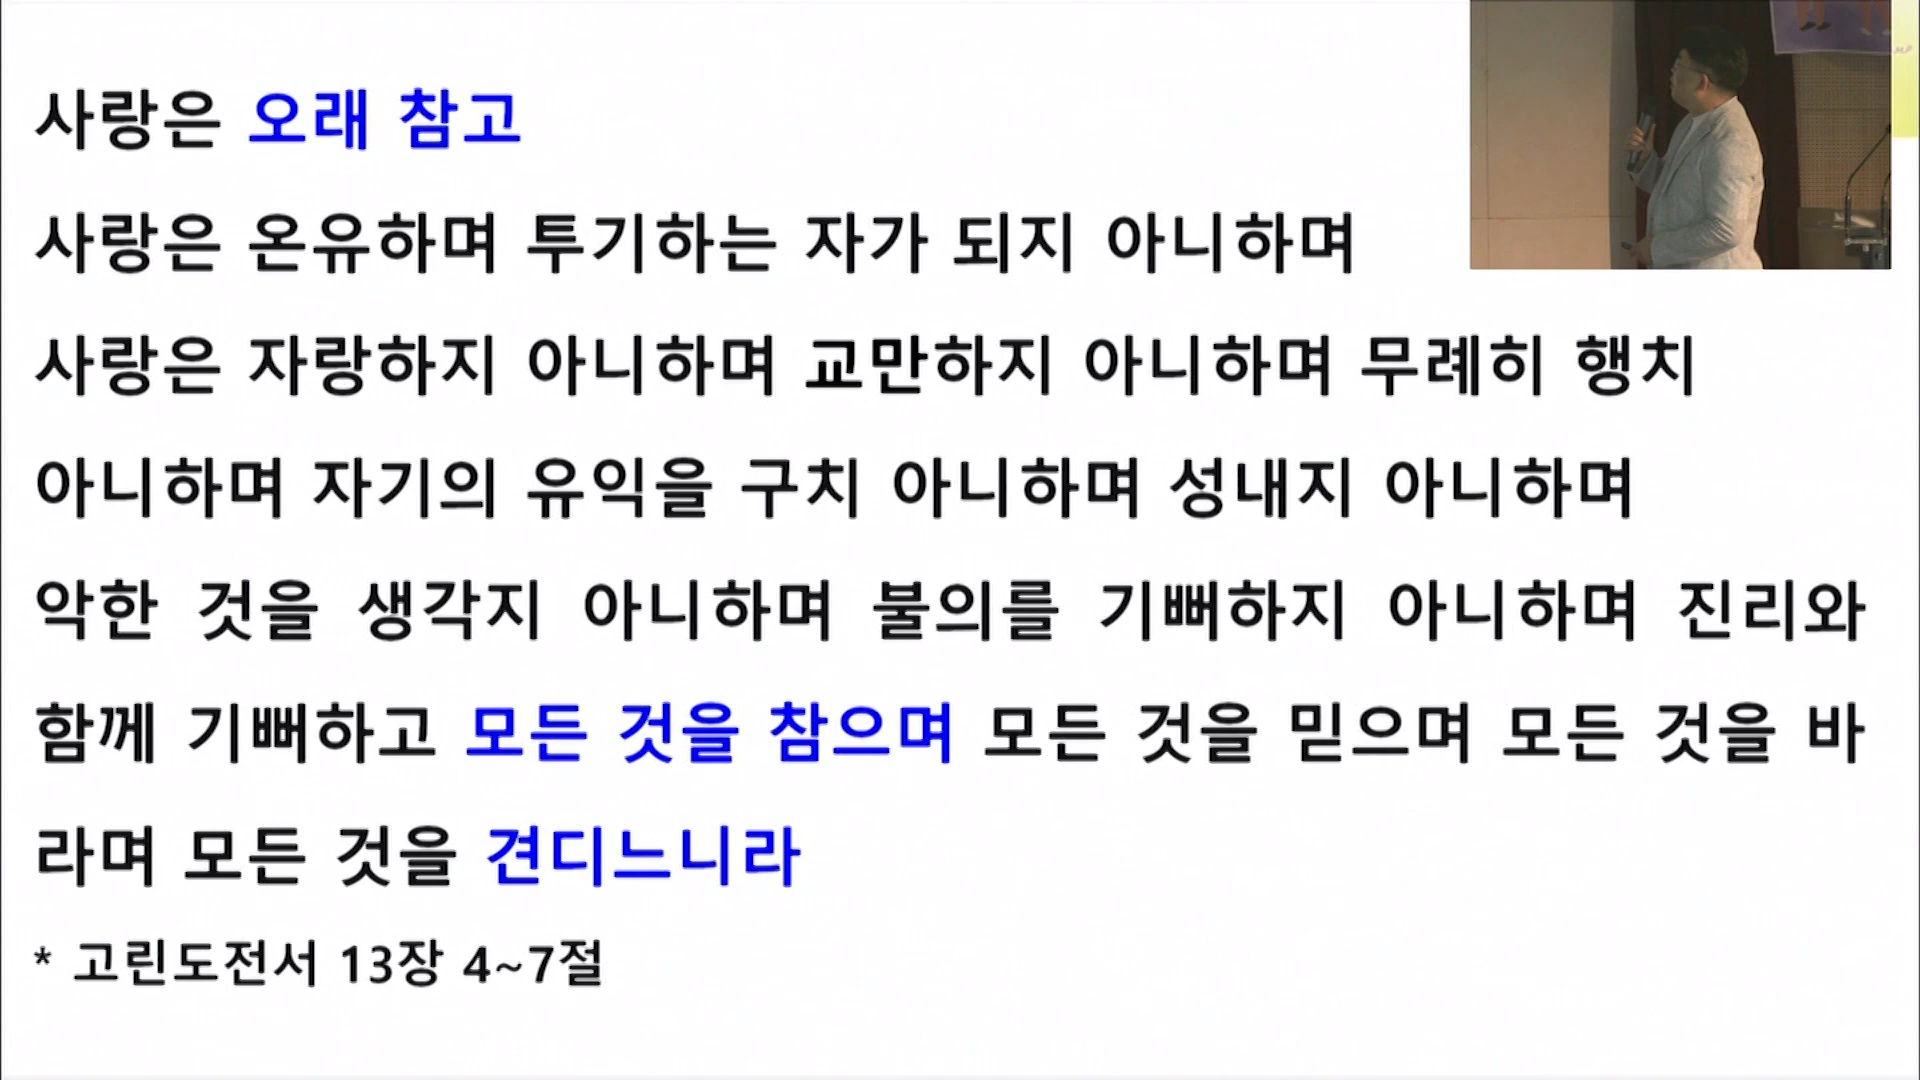 사랑은 오래 참고
사랑은 온유하며 투기하는 자가 되지 아니하며
사랑은 자랑하지 아니하며 교만하지 아니하며 무례히 행치
아니하며 자기의 유익을 구치 아니하며 성내지 아니하며
악한 것을 생각지 아니하며 불의를 기뻐하지 아니하며 진리와
함께 기뻐하고 모든 것을 참으며 모든 것을 믿으며 모든 것을 바
라며 모든 것을 견디느니라
* 고린도전서 13장 4~7절